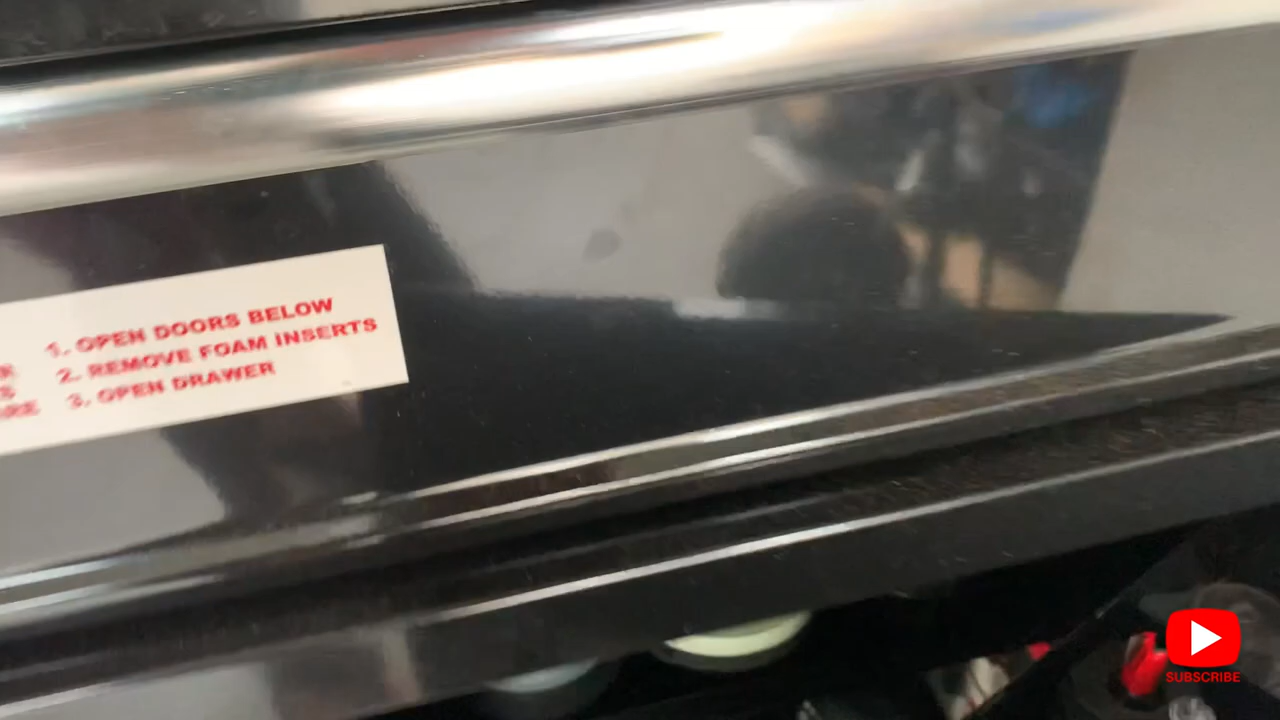 1. OPEN DOORS BELOW
2. REMOVE FOAM INSERTS
3. OPEN DRAWER
SUBSCRIBE